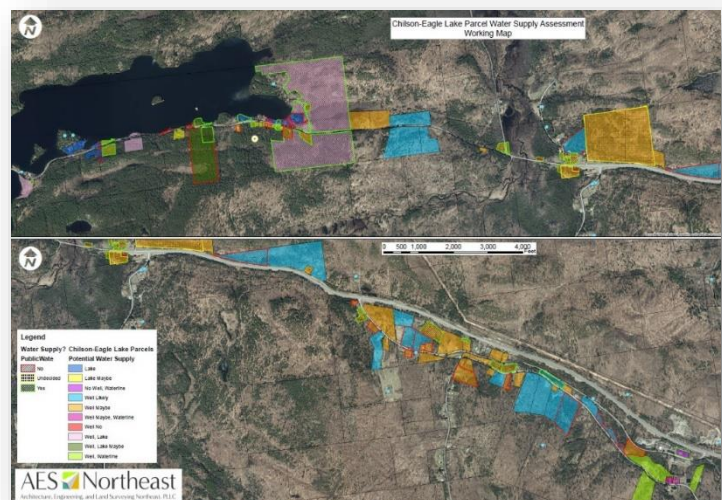 Chilson-Eagle Lake Parcel Water Supply Assessment
Working Map
N
N
0 500 1,000 2,000 3,000 4,000
Feet
Legend
Water Supply? Chilson-Eagle Lake Parcels
PublicWate Potential Water Supply
No
Undecided
Yes
Lake
Lake Maybe
No Well, Waterline
Well Likely
Well Maybe
Well Maybe, Waterline
Well No
Well, Lake
Well, Lake Maybe
Well, Waterline
AES Northeast
Architecture, Engineering, and Land Surveying Northeast, PLLC